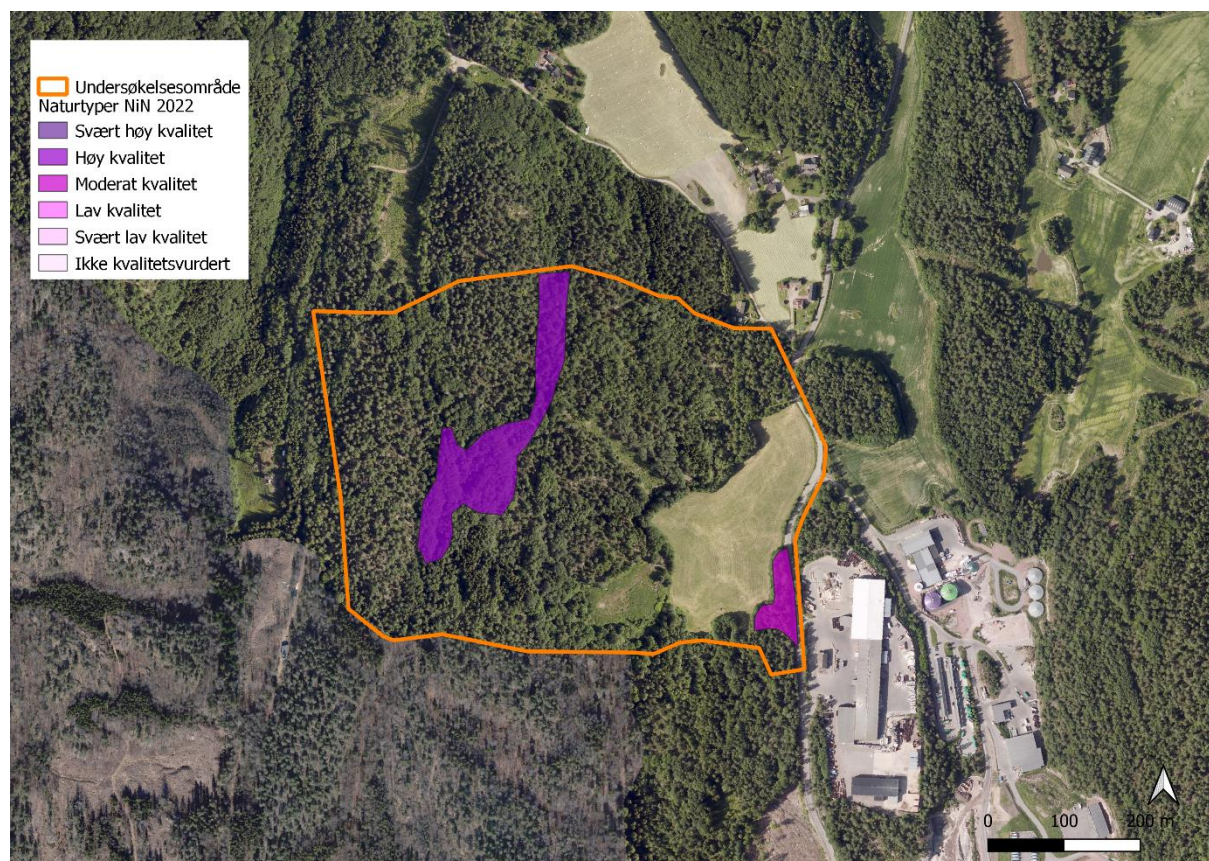 Undersøkelsesområde
Naturtyper NiN 2022
Svært høy kvalitet
Høy kvalitet
Moderat kvalitet
Lav kvalitet
Svært lav kvalitet
Ikke kvalitetsvurdert
0 100 200 m